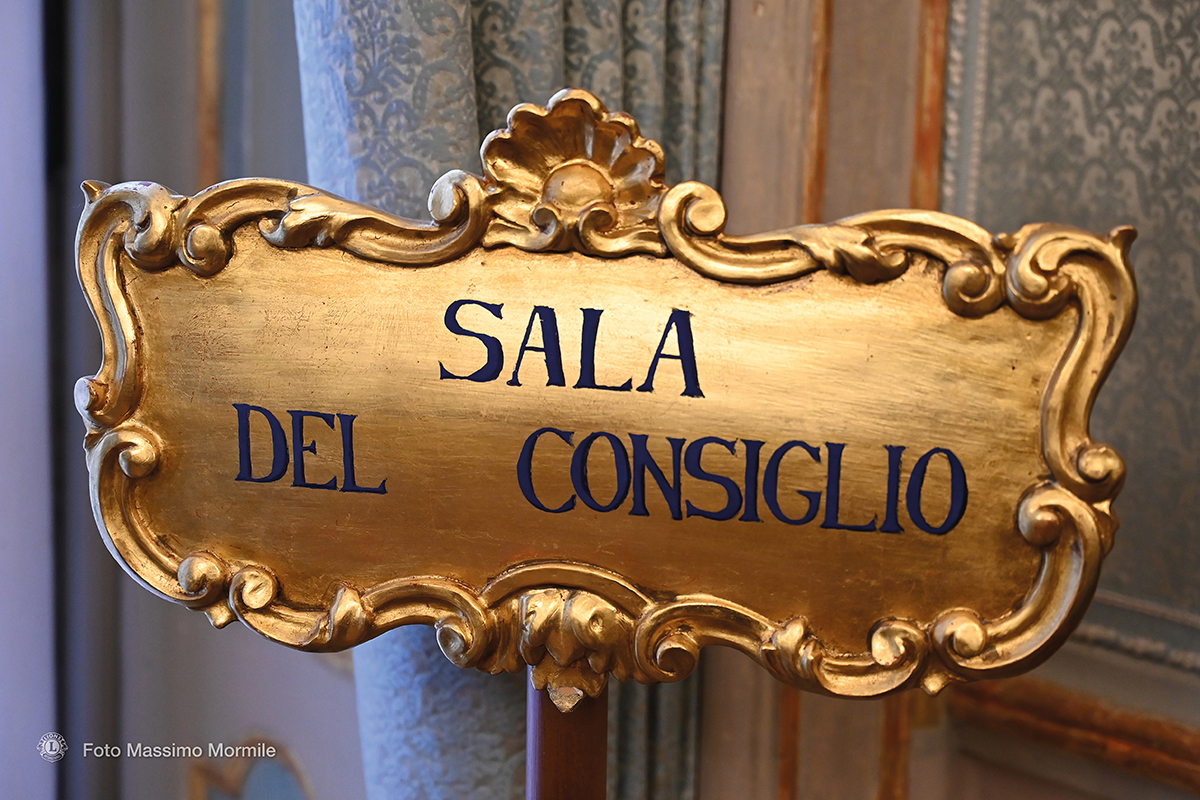 SALA
DEL CONSIGLIO
L
Foto Massimo Mormile